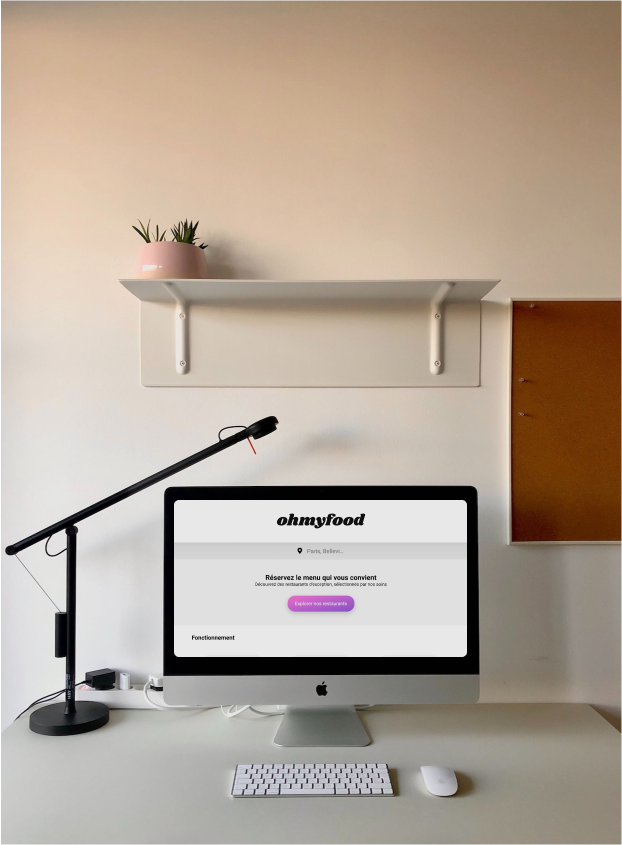 ohmyfood
Paris, Bellevi...
Réservez le menu qui vous convient
Découvrez des restaurants d'exception, sélectionnés par nos soins
Explorer nos restaurants
Fonctionnement